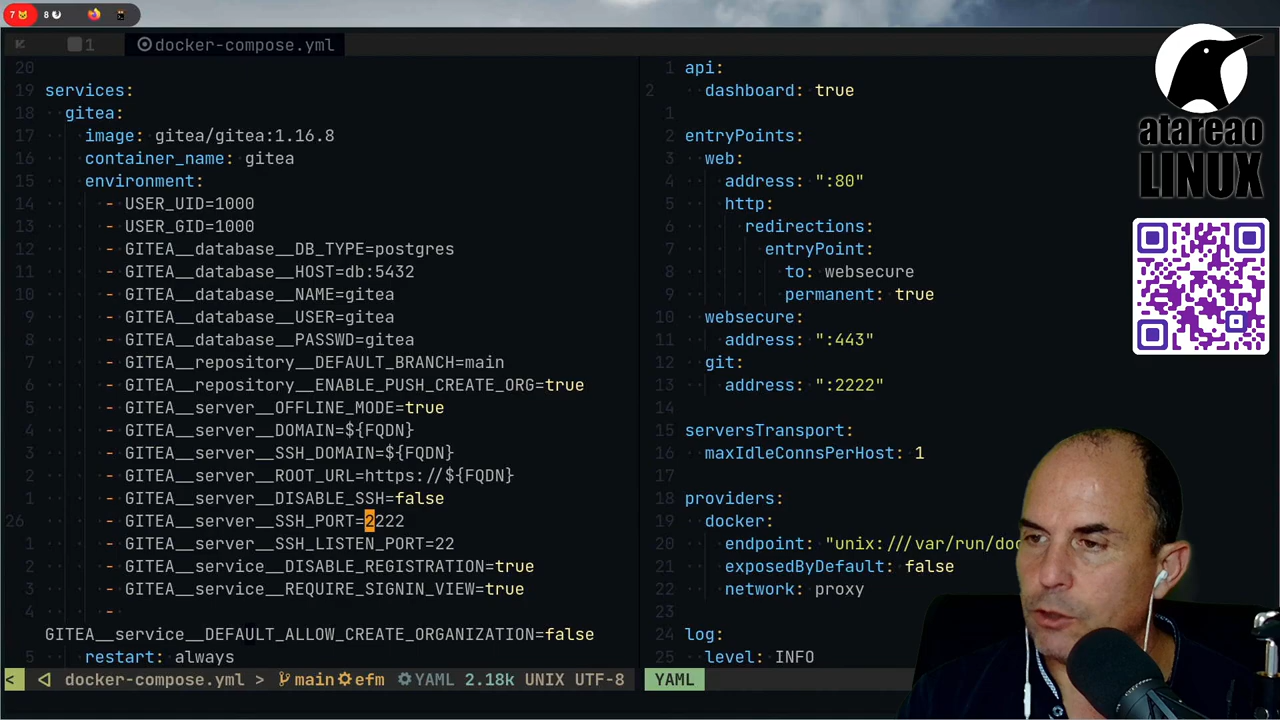 7 8
1 docker-compose.yml
20
19 services:
18 gitea:
17 image: gitea/gitea:1.16.8
16 container_name: gitea
15 environment:
14 - USER_UID=1000
13 - USER_GID=1000
12 - GITEA__database__DB_TYPE=postgres
11 - GITEA__database__HOST=db:5432
10 - GITEA__database__NAME=gitea
9 - GITEA__database__USER=gitea
8 - GITEA__database__PASSWD=gitea
7 - GITEA__repository__DEFAULT_BRANCH=main
6 - GITEA__repository__ENABLE_PUSH_CREATE_ORG=true
5 - GITEA__server__OFFLINE_MODE=true
4 - GITEA__server__DOMAIN=${FQDN}
3 - GITEA__server__SSH_DOMAIN=${FQDN}
2 - GITEA__server__ROOT_URL=https://${FQDN}
1 - GITEA__server__DISABLE_SSH=false
26 - GITEA__server__SSH_PORT=2222
1 - GITEA__server__SSH_LISTEN_PORT=22
2 - GITEA__service__DISABLE_REGISTRATION=true
3 - GITEA__service__REQUIRE_SIGNIN_VIEW=true
4 -
GITEA__service__DEFAULT_ALLOW_CREATE_ORGANIZATION=false
5 restart: always
docker-compose.yml > main efm YAML 2.18k UNIX UTF-8
1 api:
2 dashboard: true
1
2 entryPoints:
3 web:
4 address: ":80"
5 http:
6 redirections:
7 entryPoint:
8 to: websecure
9 permanent: true
10 websecure:
11 address: ":443"
12 git:
13 address: ":2222"
14
15 serversTransport:
16 maxIdleConnsPerHost: 1
17
18 providers:
19 docker:
20 endpoint: "unix:///var/run/doc
21 exposedByDefault: false
22 network: proxy
23
24 log:
25 level: INFO
YAML
atareao
LINUX